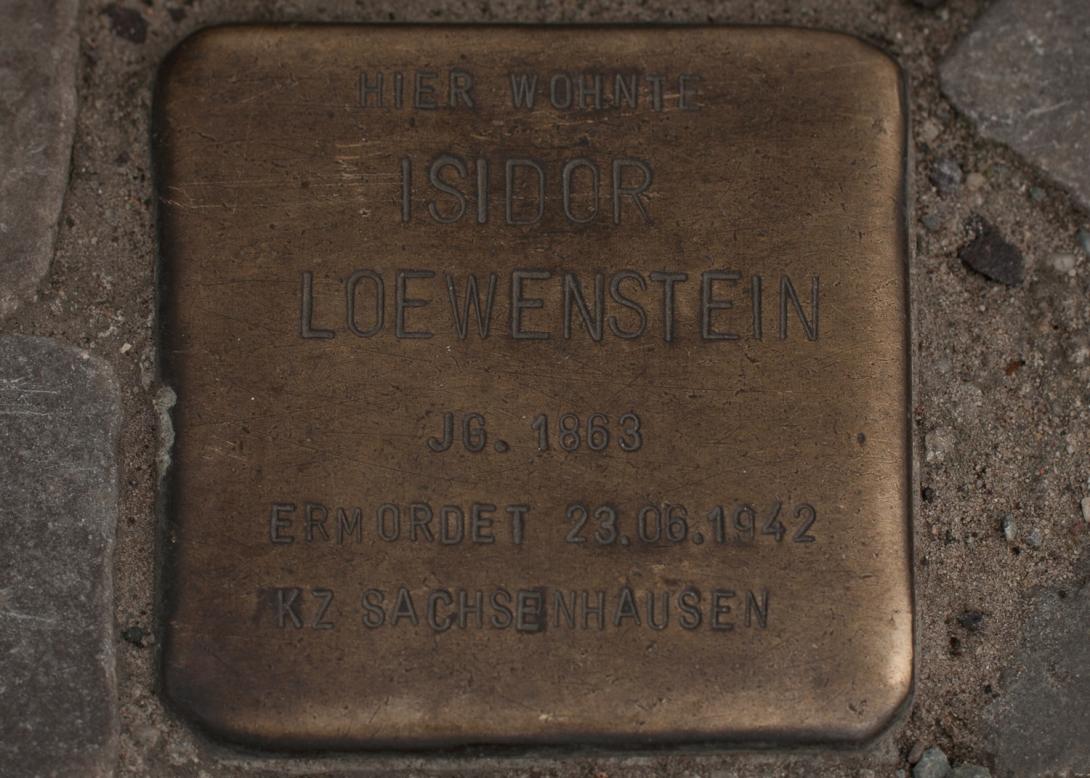 HIER WOHNTE
ISIDOR
LOEWENSTEIN
JG. 1863
ERMORDET 23.06.1942
KZ SACHSENHAUSEN